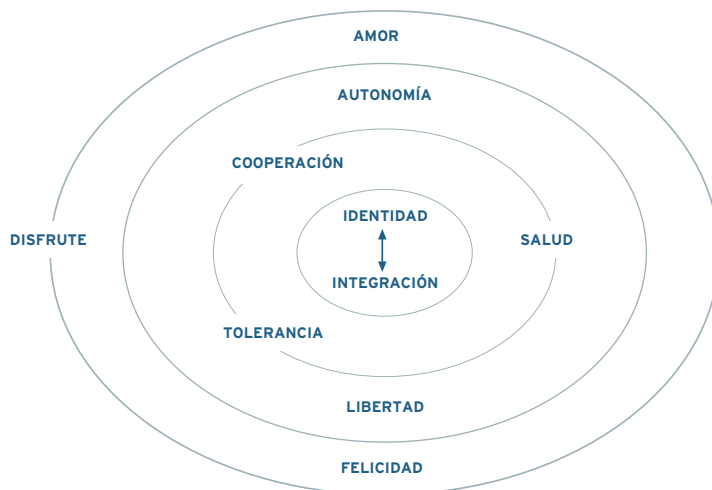 AMOR
AUTONOMÍA
COOPERACIÓN
IDENTIDAD
DISFRUTE
SALUD
INTEGRACIÓN
TOLERANCIA
LIBERTAD
FELICIDAD